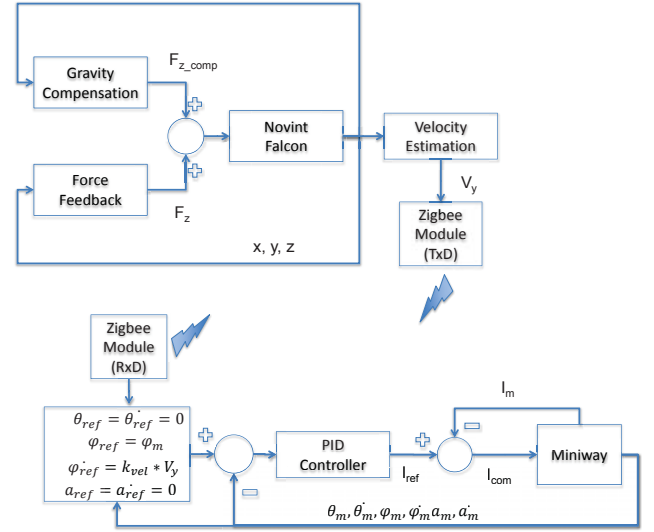 F_z_comp
Gravity
Compensation
Novint
Falcon
Velocity
Estimation
Force
Feedback
F_z
V_y
Zigbee
Module
(TxD)
x, y, z
Zigbee
Module
(RxD)
I_m
θ_ref = θ̇_ref = 0
φ_ref = φ_m
φ̇_ref = k_vel * V_y
a_ref = ȧ_ref = 0
PID
Controller
I_ref
I_com
Miniway
θ_m, θ̇_m, φ_m, φ̇_m a_m, ȧ_m